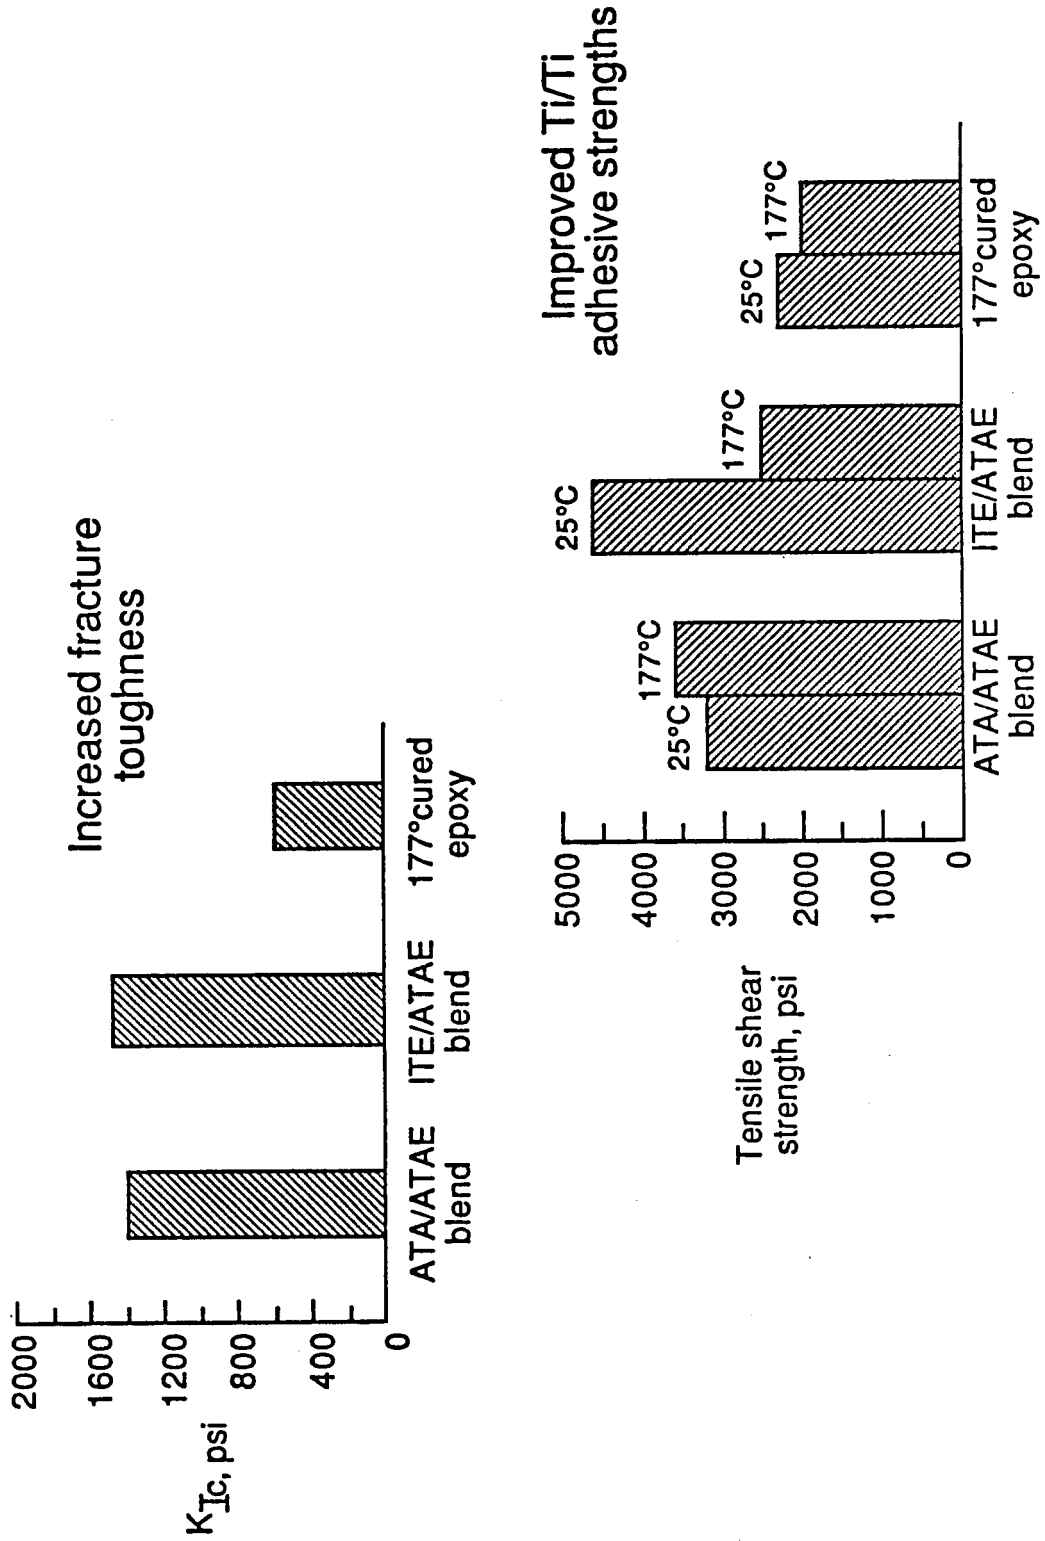 Increased fracture
toughness
2000
1600
1200
800
400
0
K_Ic, psi
ATA/ATAE
blend
ITE/ATAE
blend
177°cured
epoxy
Improved Ti/Ti
adhesive strengths
5000
4000
3000
2000
1000
0
Tensile shear
strength, psi
25°C
177°C
25°C
177°C
25°C
177°C
ATA/ATAE
blend
ITE/ATAE
blend
177°cured
epoxy